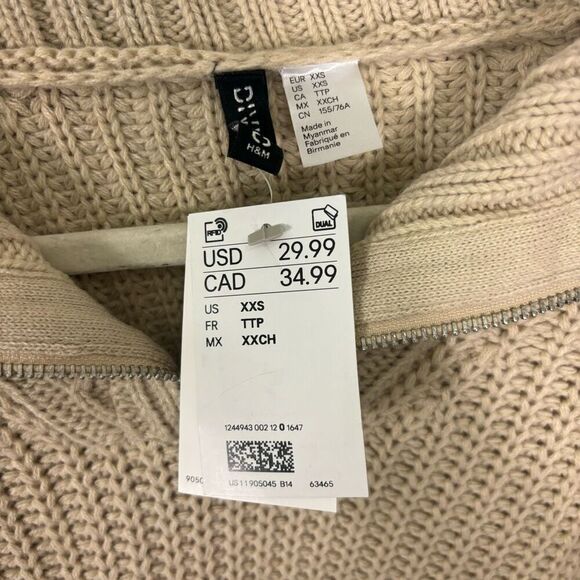 DIVIDED
H&M
EUR XXS
US XXS
CA TTP
MX XXCH
CN 155/76A
Made in
Myanmar
Fabriqué en
Birmanie
RFID
DUAL
USD 29.99
CAD 34.99
US XXS
FR TTP
MX XXCH
1244943 002 12 0 1647
905
US11905045 B14 63465